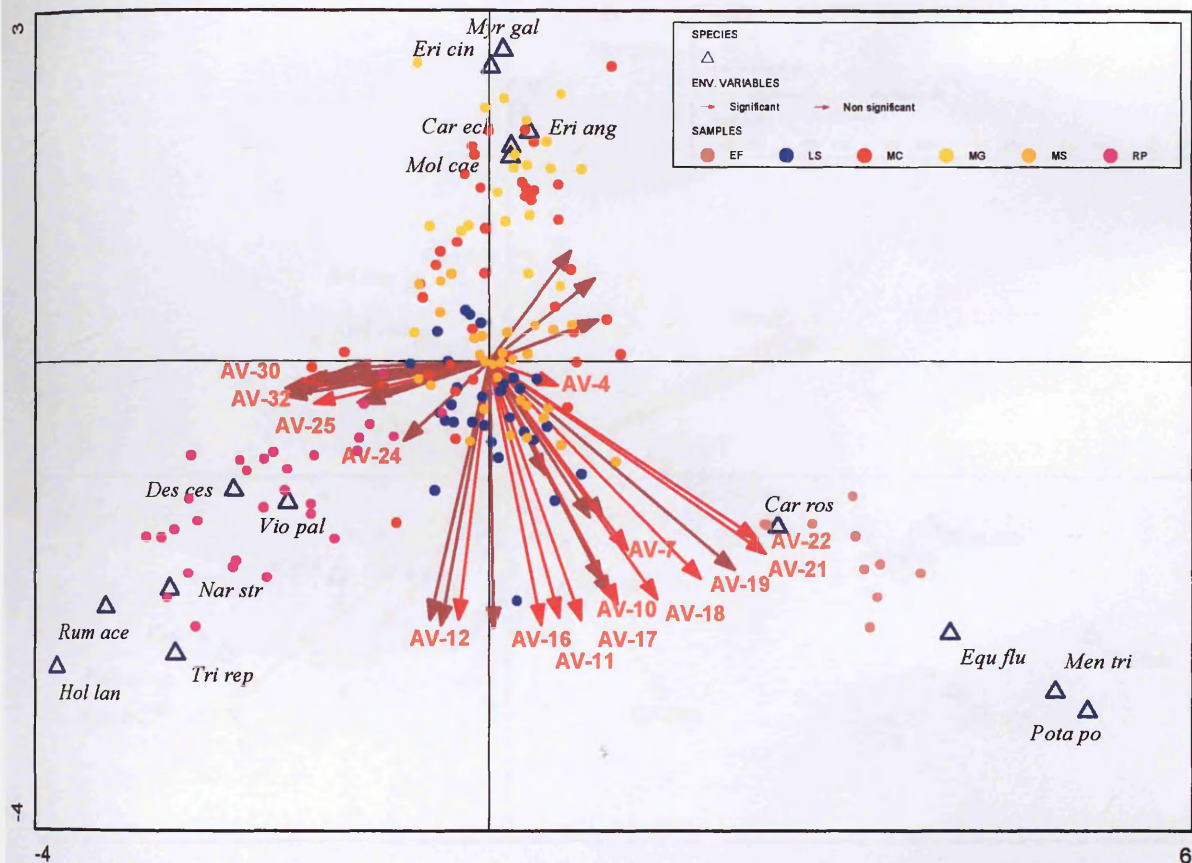 3
Myr gal
Eri cin
SPECIES
ENV. VARIABLES
Significant Non significant
SAMPLES
EF LS MC MG MS RP
Car ech Eri ang
Mol cae
AV-30
AV-4
AV-32
AV-25
AV-24
Des ces
Vio pal
Car ros
AV-22
AV-7
AV-21
AV-19
Nar str
AV-10
AV-18
Rum ace
AV-12
AV-16
AV-17
AV-11
Equ flu
Men tri
Hol lan
Tri rep
Pota po
-4
-4
6